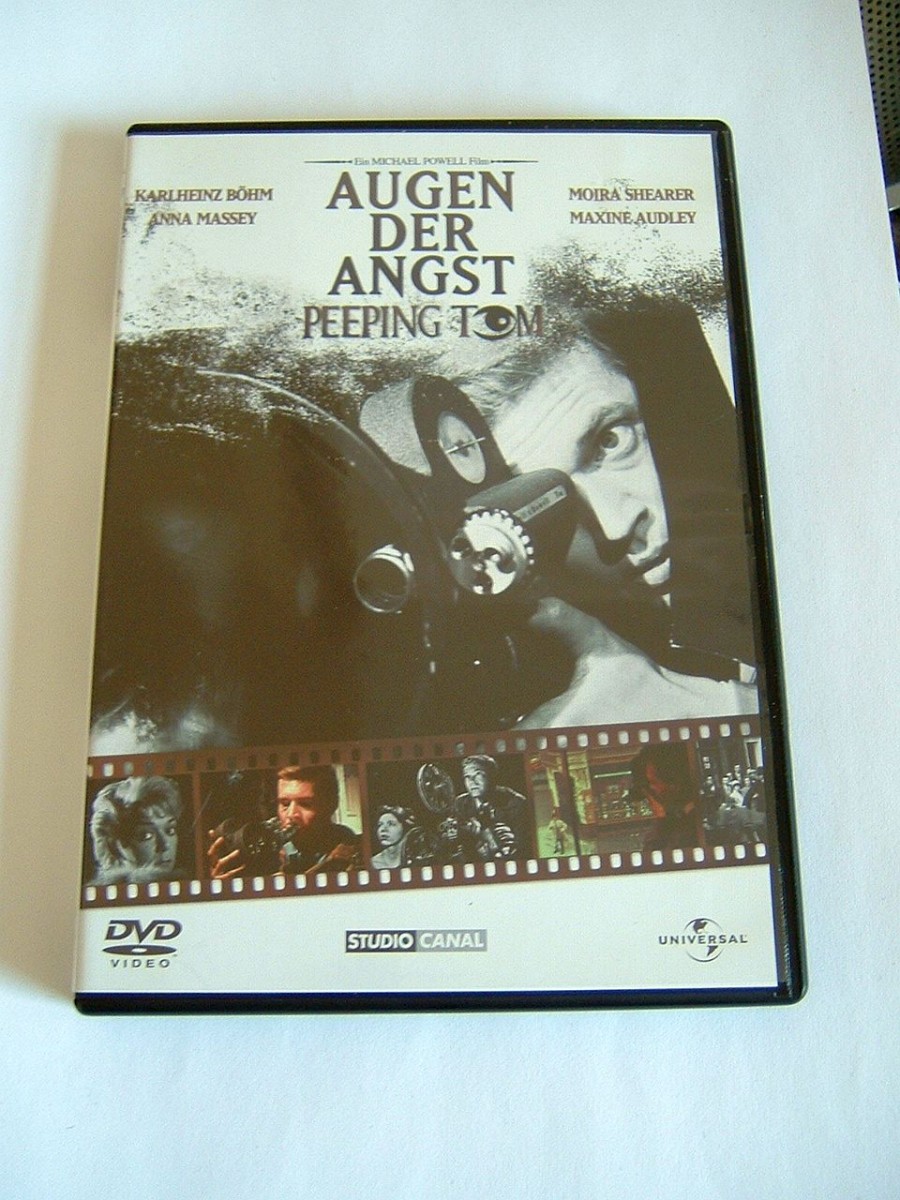 Ein MICHAEL POWELL Film
KARLHEINZ BÖHM
ANNA MASSEY
AUGEN
DER
ANGST
PEEPING TOM
MOIRA SHEARER
MAXINE AUDLEY
DVD
VIDEO
STUDIO CANAL
UNIVERSAL